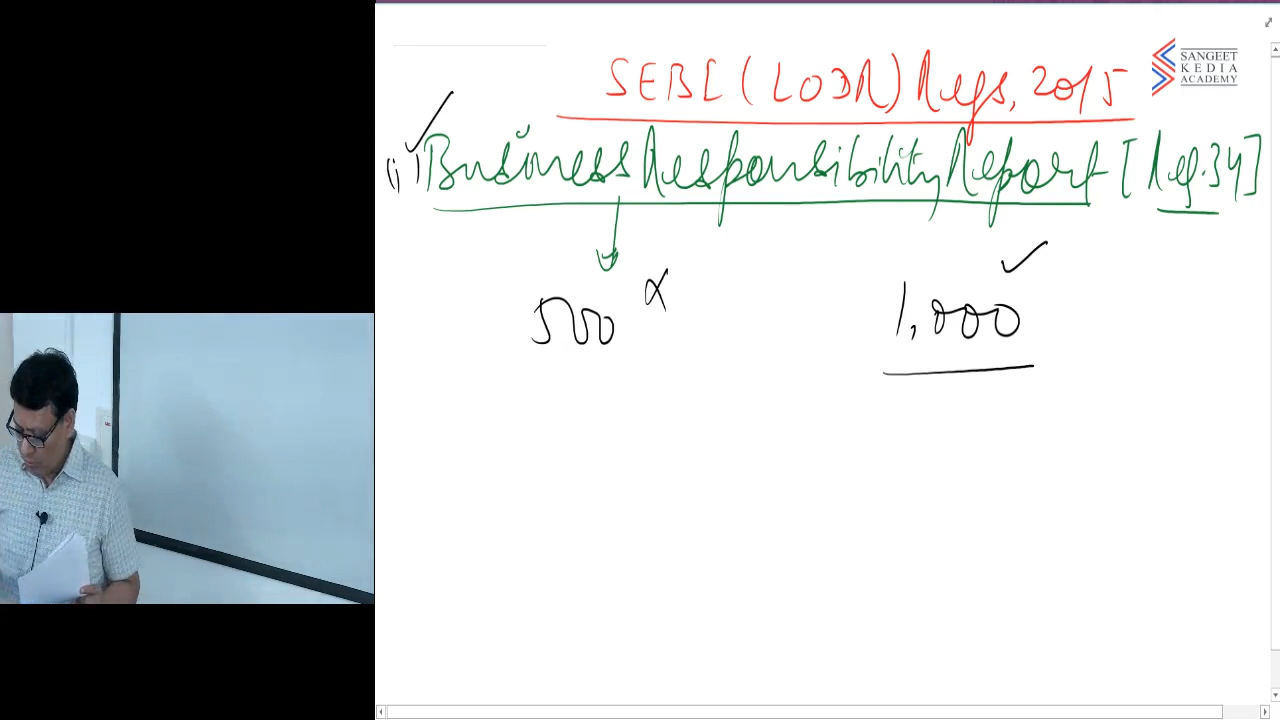 SEBI (LODR) Regs, 2015
SANGEET
KEDIA
ACADEMY
(i) Business Responsibility Report [Reg. 34]
500 x
1,000 ✓